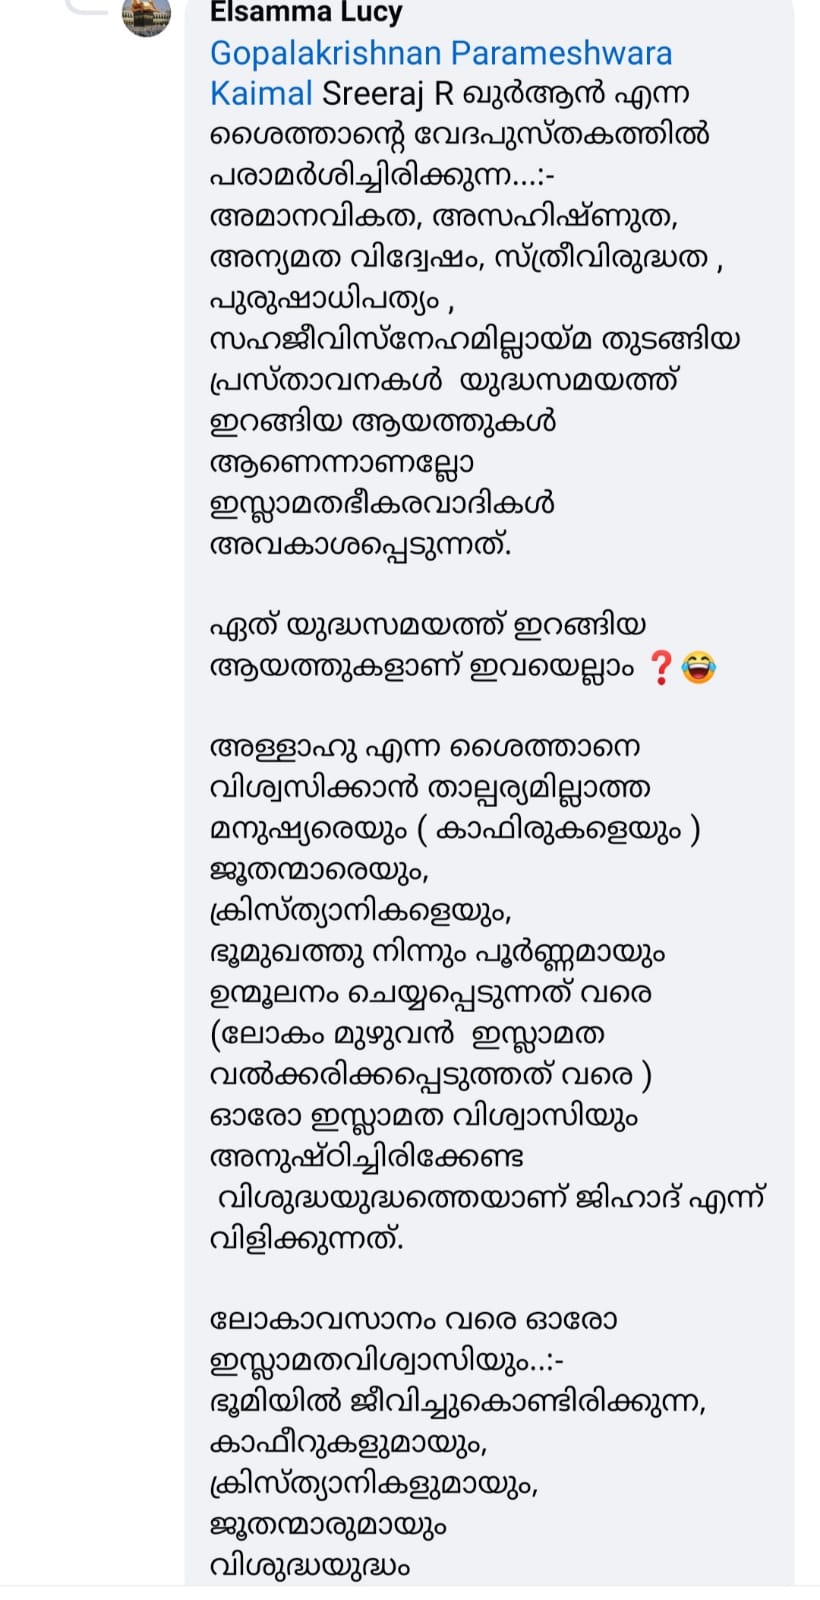 Elsamma Lucy
Gopalakrishnan Parameshwara
Kaimal Sreeraj R ഖുർആൻ എന്ന
ശൈത്താന്റെ വേദപുസ്തകത്തിൽ
പരാമർശിച്ചിരിക്കുന്ന...:-
അമാനവികത, അസഹിഷ്ണുത,
അന്യമത വിദ്വേഷം, സ്ത്രീവിരുദ്ധത ,
പുരുഷാധിപത്യം ,
സഹജീവിസ്നേഹമില്ലായ്മ തുടങ്ങിയ
പ്രസ്താവനകൾ  യുദ്ധസമയത്ത്
ഇറങ്ങിയ ആയത്തുകൾ
ആണെന്നാണല്ലോ
ഇസ്ലാമതഭീകരവാദികൾ
അവകാശപ്പെടുന്നത്.
ഏത് യുദ്ധസമയത്ത് ഇറങ്ങിയ
ആയത്തുകളാണ് ഇവയെല്ലാം ❓😂
അള്ളാഹു എന്ന ശൈത്താനെ
വിശ്വസിക്കാൻ താല്പര്യമില്ലാത്ത
മനുഷ്യരെയും ( കാഫിരുകളെയും )
ജൂതന്മാരെയും,
ക്രിസ്ത്യാനികളെയും,
ഭൂമുഖത്തു നിന്നും പൂർണ്ണമായും
ഉന്മൂലനം ചെയ്യപ്പെടുന്നത് വരെ
(ലോകം മുഴുവൻ  ഇസ്ലാമത
വൽക്കരിക്കപ്പെടുത്തത് വരെ )
ഓരോ ഇസ്ലാമത വിശ്വാസിയും
അനുഷ്ഠിച്ചിരിക്കേണ്ട
വിശുദ്ധയുദ്ധത്തെയാണ് ജിഹാദ് എന്ന്
വിളിക്കുന്നത്.
ലോകാവസാനം വരെ ഓരോ
ഇസ്ലാമതവിശ്വാസിയും..:-
ഭൂമിയിൽ ജീവിച്ചുകൊണ്ടിരിക്കുന്ന,
കാഫീറുകളുമായും,
ക്രിസ്ത്യാനികളുമായും,
ജൂതന്മാരുമായും
വിശുദ്ധയുദ്ധം